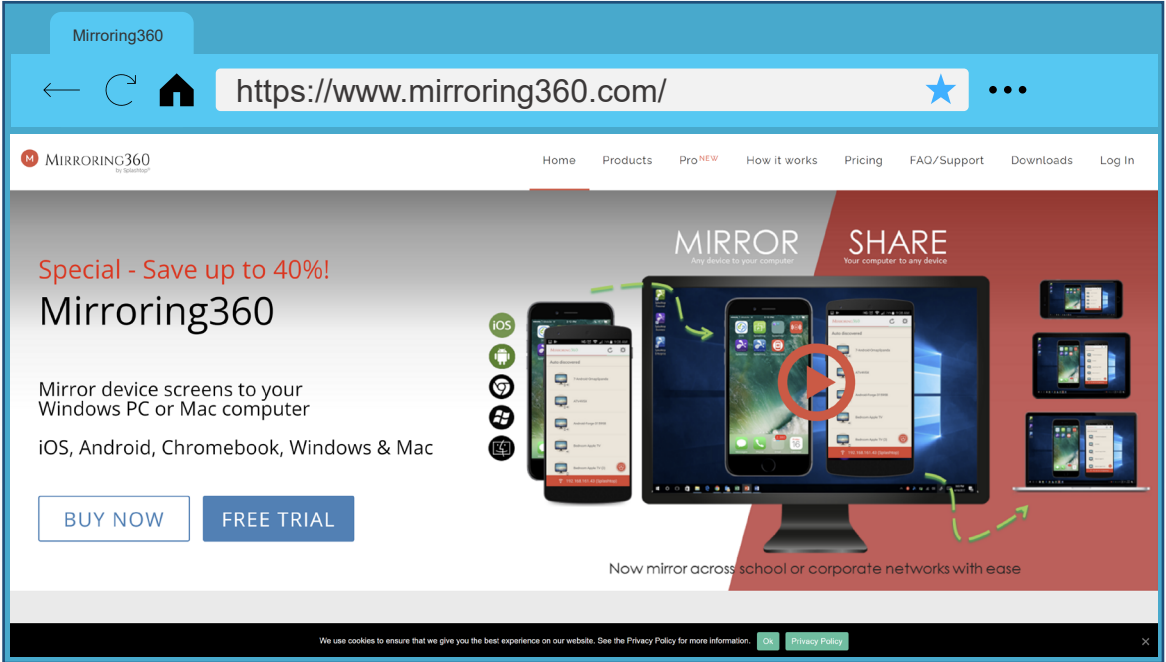 Mirroring360
https://www.mirroring360.com/
M MIRRORING360
by Splashtop®
Home Products Pro NEW How it works Pricing FAQ/Support Downloads Log In
MIRROR
Any device to your computer
SHARE
Your computer to any device
Special - Save up to 40%!
Mirroring360
Mirror device screens to your
Windows PC or Mac computer
iOS, Android, Chromebook, Windows & Mac
BUY NOW
FREE TRIAL
iOS
Auto discovered
Now mirror across school or corporate networks with ease
We use cookies to ensure that we give you the best experience on our website. See the Privacy Policy for more information. Ok Privacy Policy